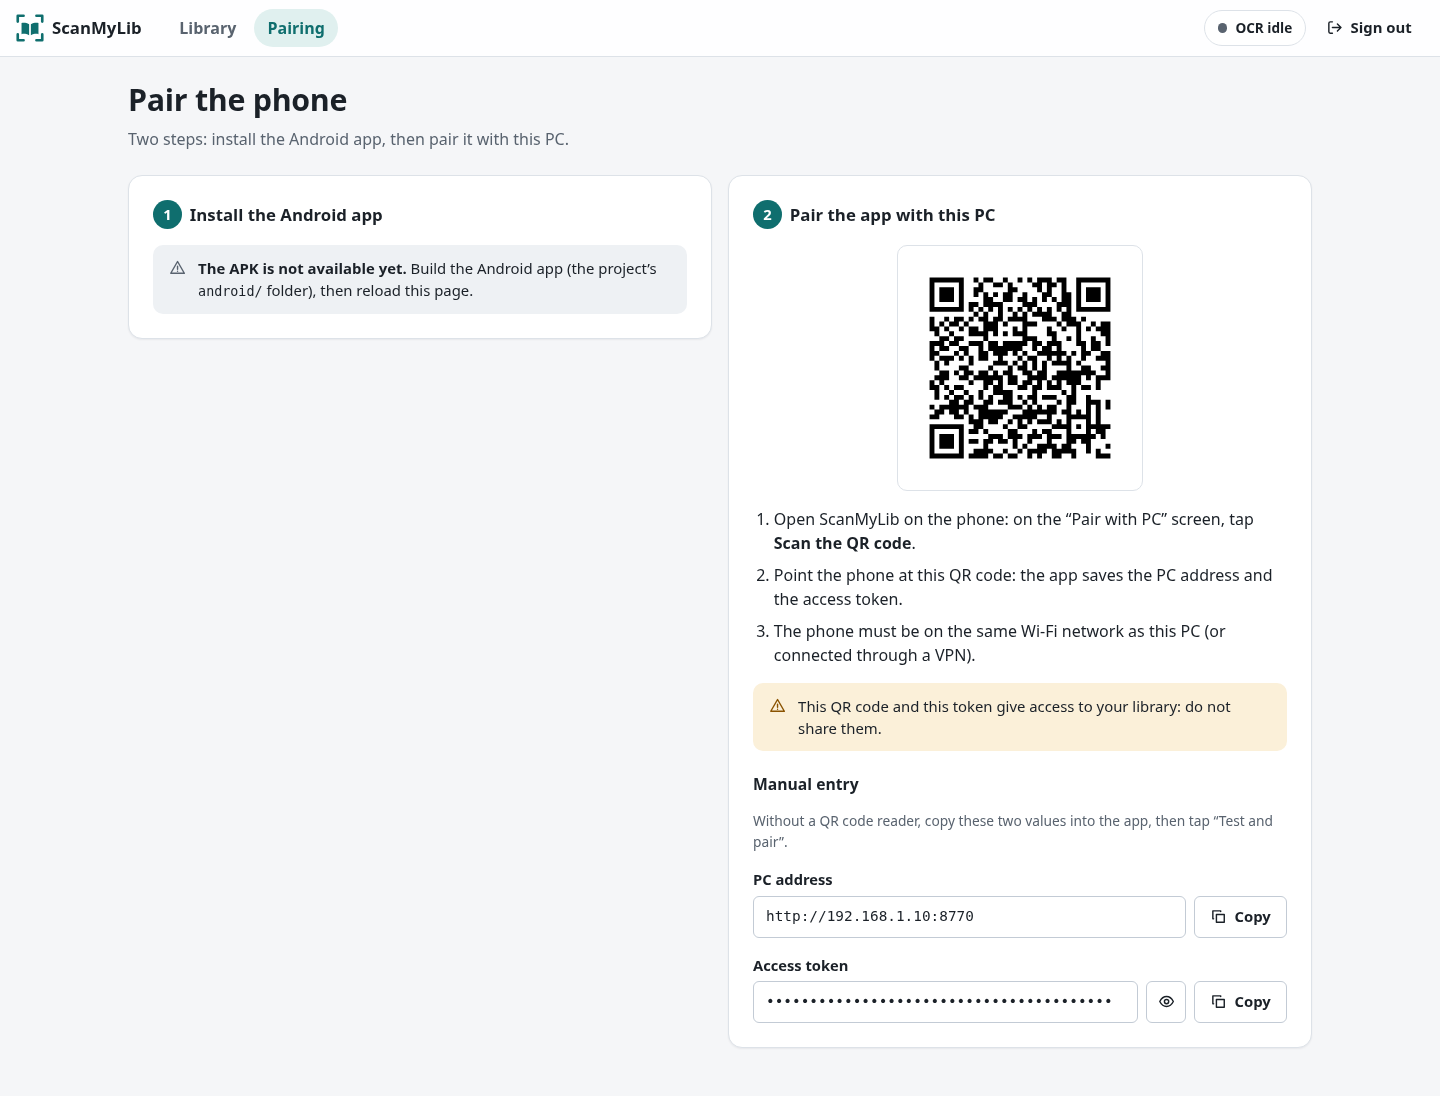 ScanMyLib
Library
Pairing
OCR idle
Sign out
Pair the phone
Two steps: install the Android app, then pair it with this PC.
1 Install the Android app
The APK is not available yet. Build the Android app (the project’s
android/ folder), then reload this page.
2 Pair the app with this PC
1. Open ScanMyLib on the phone: on the “Pair with PC” screen, tap
Scan the QR code.
2. Point the phone at this QR code: the app saves the PC address and
the access token.
3. The phone must be on the same Wi-Fi network as this PC (or
connected through a VPN).
This QR code and this token give access to your library: do not
share them.
Manual entry
Without a QR code reader, copy these two values into the app, then tap “Test and
pair”.
PC address
http://192.168.1.10:8770
Copy
Access token
••••••••••••••••••••••••••••••••••••••••
Copy